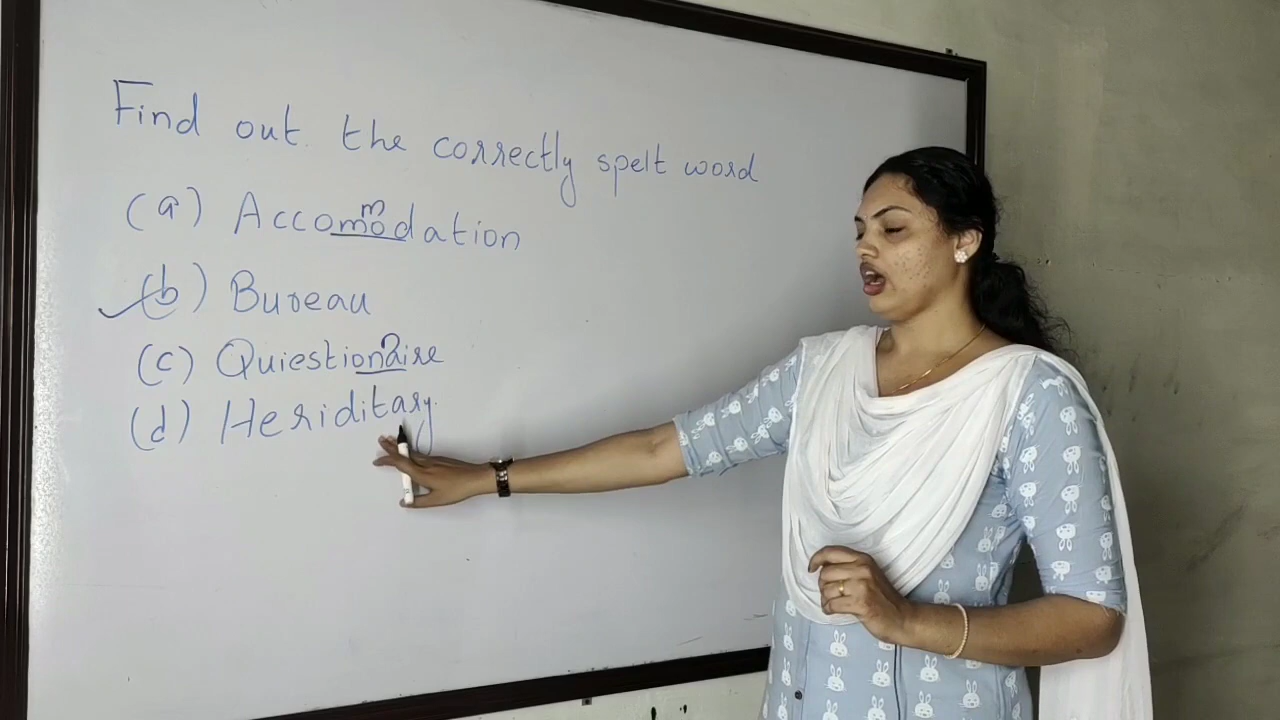 Find out the correctly spelt word
(a) Accomodation
m
(b) Bureau
(c) Quiestionaire
(d) Heriditary